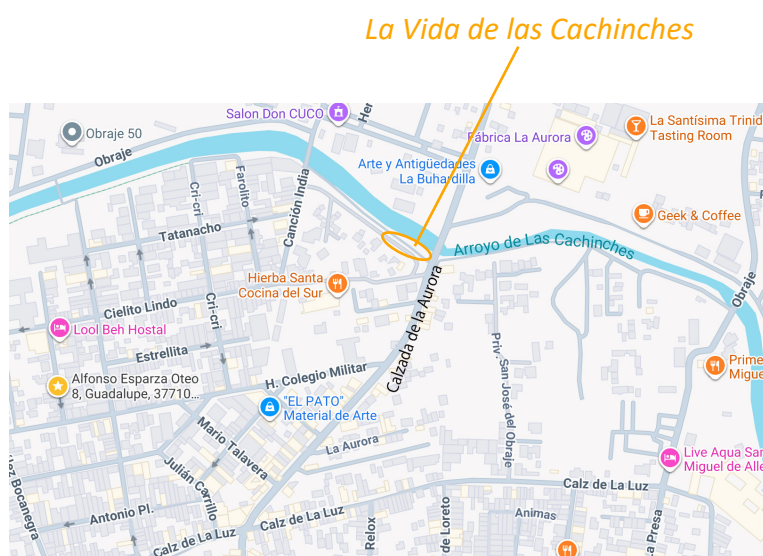 La Vida de las Cachinches
Salon Don CUCO
Her
La Santísima Trinid
Tasting Room
Obraje 50
Fábrica La Aurora
Obraje
Arte y Antigüedades
La Buhardilla
Farolito
Cri-cri
Canción India
Geek & Coffee
Tatanacho
Arroyo de Las Cachinches
Hierba Santa
Cocina del Sur
Obraje
Cielito Lindo
Cri-cri
Calzada de la Aurora
Lool Beh Hostal
Estrellita
Priv. San José del Obraje
Prime
Migue
Alfonso Esparza Oteo
8, Guadalupe, 37710...
H. Colegio Militar
"EL PATO"
Material de Arte
Mario Talavera
La Aurora
Live Aqua San
Miguel de Alle
Julián Carrillo
ez Bocanegra
Calz de La Luz
Antonio Pl.
Calz de La Luz
Calz de La Luz
Relox
de Loreto
Animas
a Presa